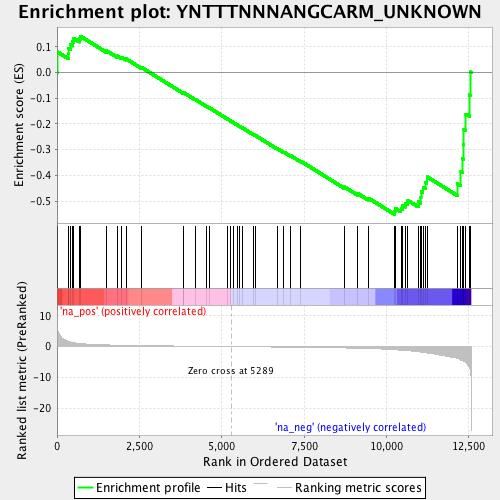 Enrichment plot: YNTTTNNNANGCARM_UNKNOWN
Enrichment score (ES)
0.1
0.0
-0.1
-0.2
-0.3
-0.4
-0.5
'na_pos' (positively correlated)
Ranked list metric (PreRanked)
10
0
-10
-20
Zero cross at 5289
'na_neg' (negatively correlated)
0
2,500
5,000
7,500
10,000
12,500
Rank in Ordered Dataset
Enrichment profile
Hits
Ranking metric scores